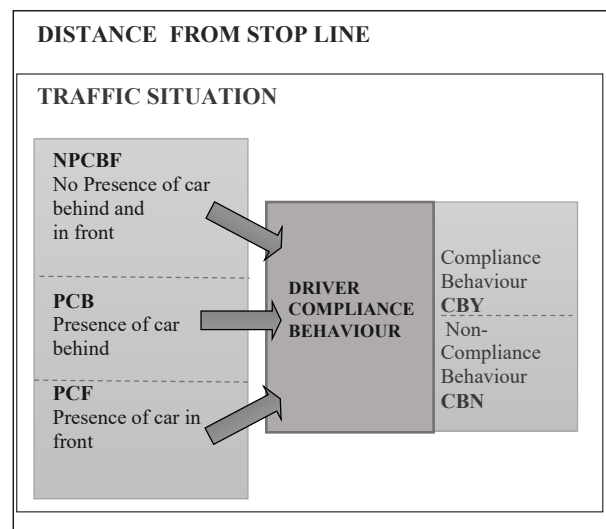 DISTANCE FROM STOP LINE
TRAFFIC SITUATION
NPCBF
No Presence of car
behind and
in front
PCB
Presence of car
behind
PCF
Presence of car in
front
DRIVER
COMPLIANCE
BEHAVIOUR
Compliance
Behaviour
CBY
Non-
Compliance
Behaviour
CBN